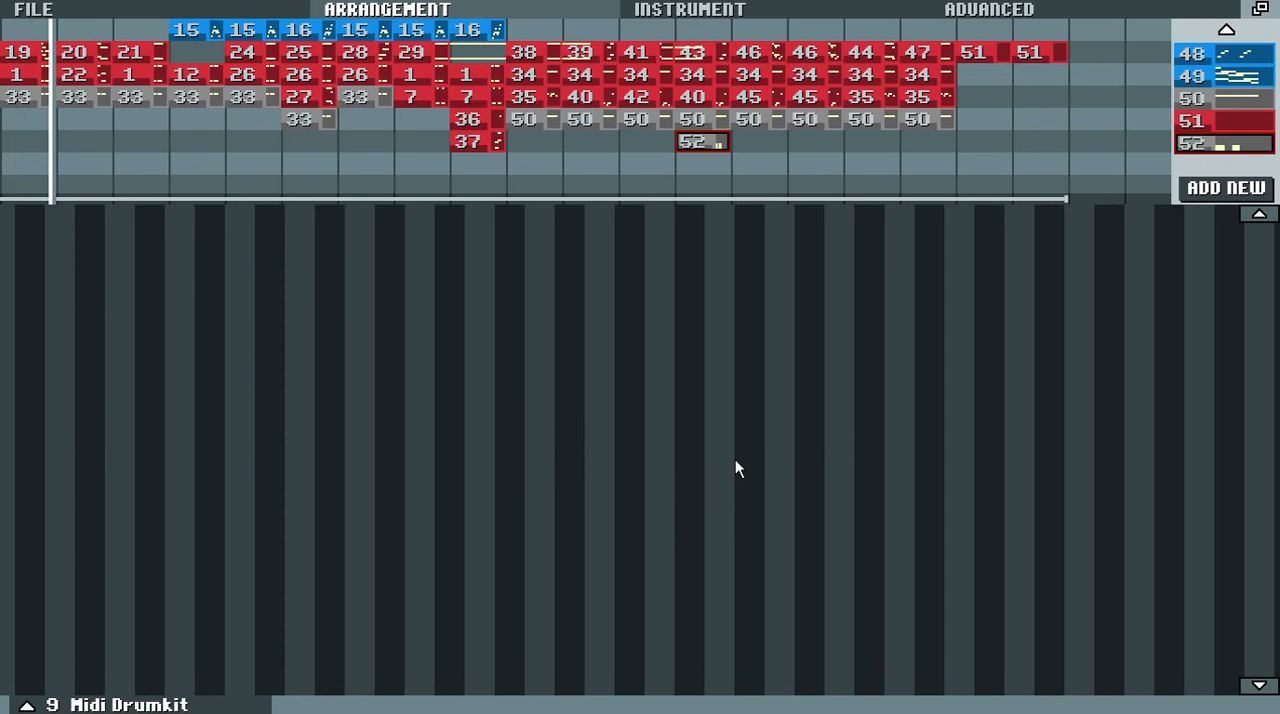 FILE ARRANGEMENT INSTRUMENT ADVANCED
15 15 16 15 15 16
19 20 21 24 25 28 29 38 39 41 43 46 46 44 47 51 51 48
1 22 1 12 26 26 26 1 1 34 34 34 34 34 34 34 34 49
33 33 33 33 33 27 33 7 7 35 40 42 40 45 45 35 35 50
33 36 50 50 50 50 50 50 50 50 51
37 52 52
ADD NEW
9 Midi Drumkit